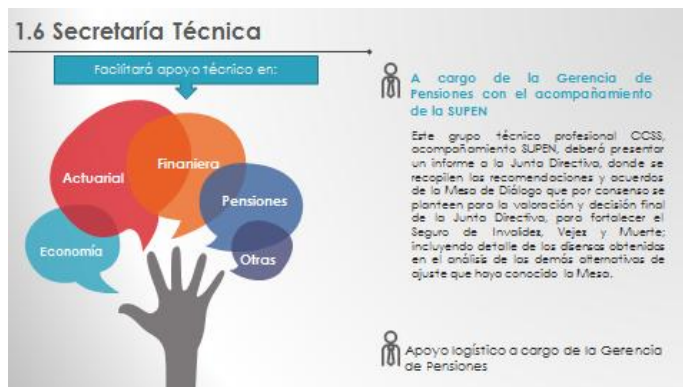 1.6 Secretaría Técnica
Facilitará apoyo técnico en:
Actuarial
Finaniera
Pensiones
Economía
Otras
A cargo de la Gerencia de
Pensiones con el acompañamiento
de la SUPEN
Este grupo técnico profesional CCSS,
acompañamiento SUPEN, deberá presentar
un informe a la Junta Directiva, donde se
recopilen las recomendaciones y acuerdos
de la Mesa de Diálogo que por consenso se
planteen para la valoración y decisión final
de la Junta Directiva, para fortalecer el
Seguro de Invalidez, Vejez y Muerte;
incluyendo detalle de los disensos obtenidos
en el análisis de las demás alternativas de
ajuste que haya conocido la Mesa.
Apoyo logístico a cargo de la Gerencia
de Pensiones